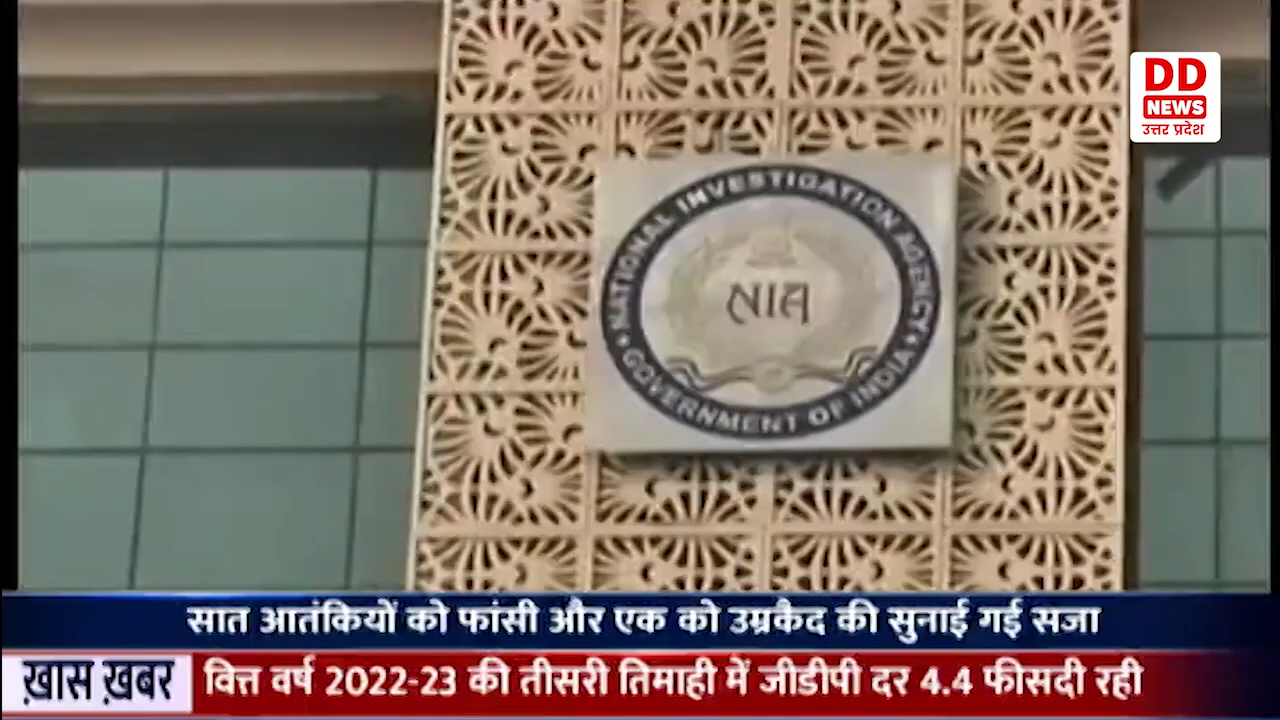 DD
NEWS
उत्तर प्रदेश
NATIONAL INVESTIGATION AGENCY
NIA
GOVERNMENT OF INDIA
सात आतंकियों को फांसी और एक को उम्रकैद की सुनाई गई सजा
ख़ास ख़बर
वित्त वर्ष 2022-23 की तीसरी तिमाही में जीडीपी दर 4.4 फीसदी रही